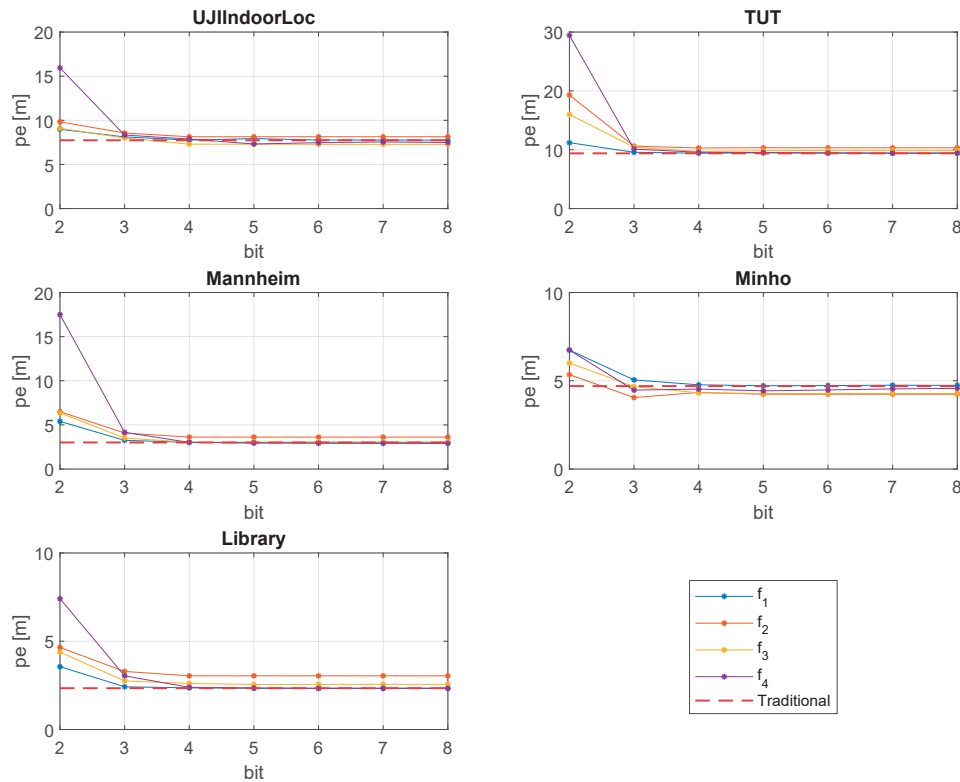 UJIIndoorLoc
20
15
10
5
0
pe [m]
2 3 4 5 6 7 8
bit
TUT
30
20
10
0
pe [m]
2 3 4 5 6 7 8
bit
Mannheim
20
15
10
5
0
pe [m]
2 3 4 5 6 7 8
bit
Minho
10
5
0
pe [m]
2 3 4 5 6 7 8
bit
Library
10
5
0
pe [m]
2 3 4 5 6 7 8
bit
f1
f2
f3
f4
Traditional